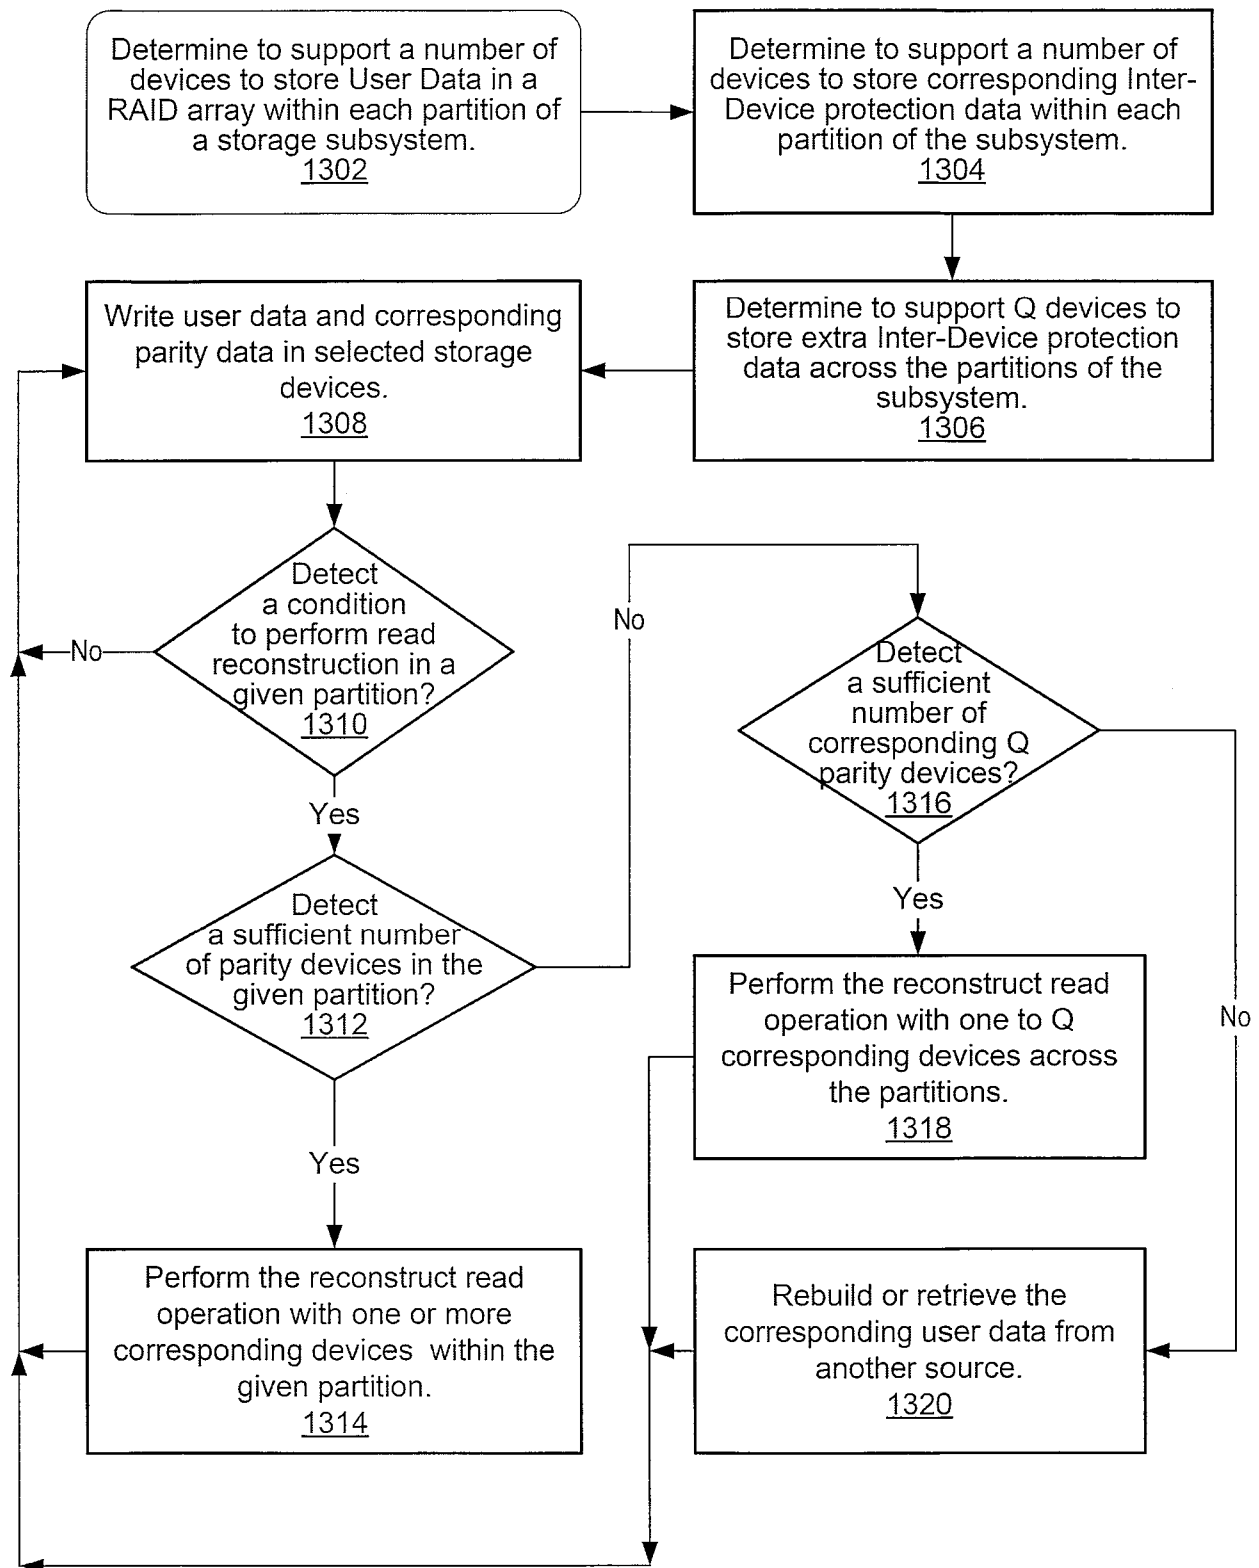 Determine to support a number of
devices to store User Data in a
RAID array within each partition of
a storage subsystem.
1302
Determine to support a number of
devices to store corresponding Inter-
Device protection data within each
partition of the subsystem.
1304
Determine to support Q devices to
store extra Inter-Device protection
data across the partitions of the
subsystem.
1306
Write user data and corresponding
parity data in selected storage
devices.
1308
Detect
a condition
to perform read
reconstruction in a
given partition?
1310
No
Yes
Detect
a sufficient number
of parity devices in the
given partition?
1312
No
Yes
Perform the reconstruct read
operation with one or more
corresponding devices within the
given partition.
1314
Detect
a sufficient
number of
corresponding Q
parity devices?
1316
Yes
No
Perform the reconstruct read
operation with one to Q
corresponding devices across
the partitions.
1318
Rebuild or retrieve the
corresponding user data from
another source.
1320